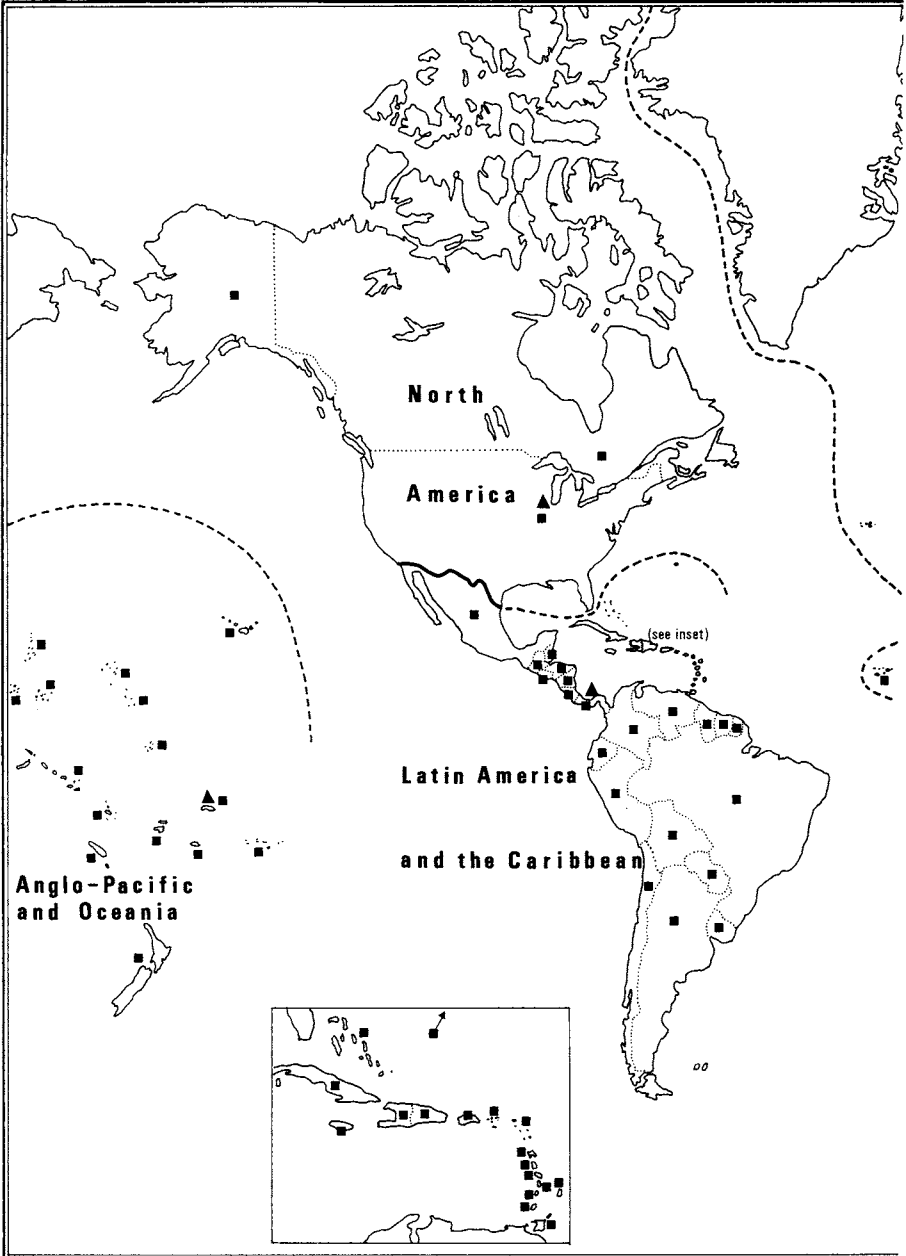 North
America
(see inset)
Latin America
and the Caribbean
Anglo-Pacific
and Oceania